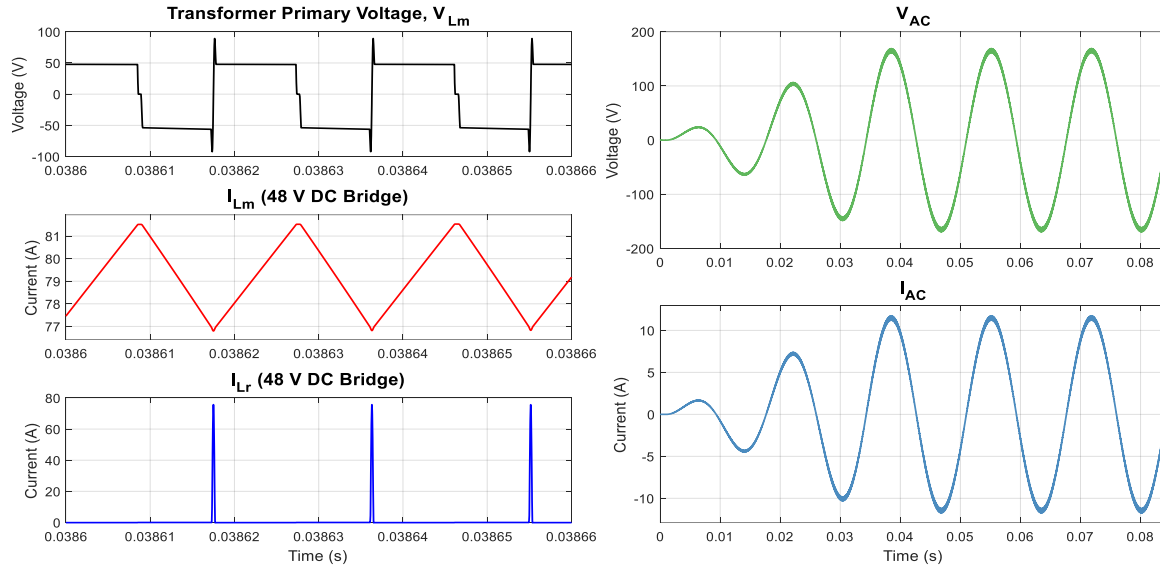 Transformer Primary Voltage, V Lm
Voltage (V)
100
50
0
-50
-100
0.0386 0.03861 0.03862 0.03863 0.03864 0.03865 0.03866
I Lm (48 V DC Bridge)
Current (A)
81
80
79
78
77
0.0386 0.03861 0.03862 0.03863 0.03864 0.03865 0.03866
I Lr (48 V DC Bridge)
Current (A)
80
60
40
20
0
0.0386 0.03861 0.03862 0.03863 0.03864 0.03865 0.03866
Time (s)
V AC
Voltage (V)
200
100
0
-100
-200
0 0.01 0.02 0.03 0.04 0.05 0.06 0.07 0.08
I AC
Current (A)
10
5
0
-5
-10
0 0.01 0.02 0.03 0.04 0.05 0.06 0.07 0.08
Time (s)